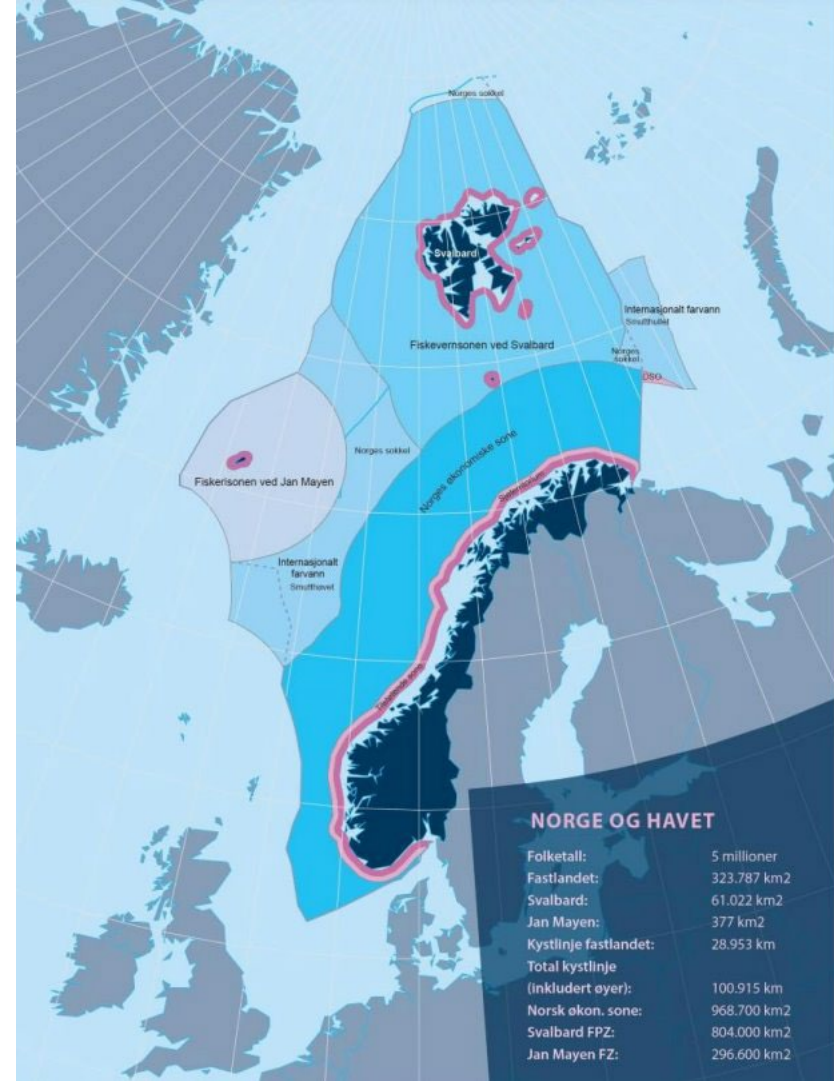 Norges sokkel
Svalbard
Internasjonalt farvann
Smutthullet
Fiskevernsonen ved Svalbard
Norges
sokkel
GSO
Norges økonomiske sone
Norges sokkel
Sjøterritorium
Fiskerisonen ved Jan Mayen
Internasjonalt
farvann
Smutthavet
Tilstøtende sone
NORGE OG HAVET
Folketall: 5 millioner
Fastlandet: 323.787 km2
Svalbard: 61.022 km2
Jan Mayen: 377 km2
Kystlinje fastlandet: 28.953 km
Total kystlinje
(inkludert øyer): 100.915 km
Norsk økon. sone: 968.700 km2
Svalbard FPZ: 804.000 km2
Jan Mayen FZ: 296.600 km2